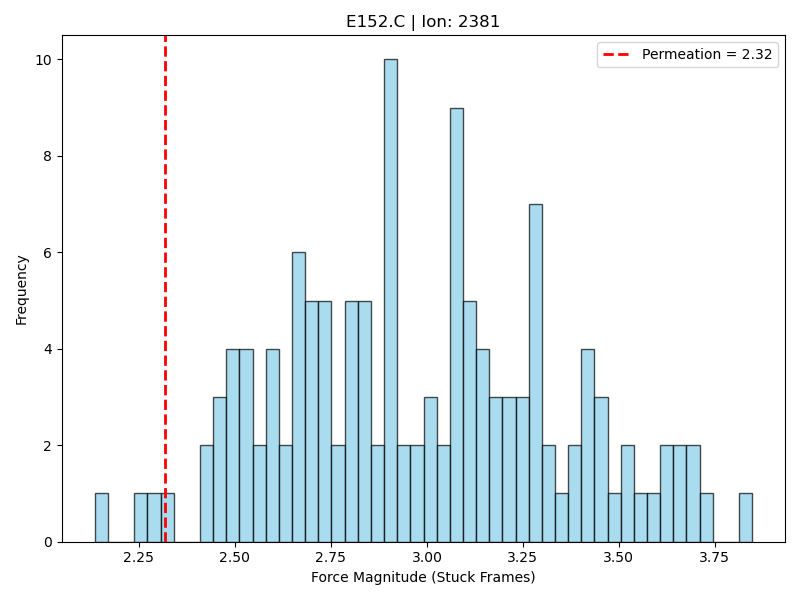 E152.C | Ion: 2381
Permeation = 2.32
10
8
6
4
2
0
Frequency
2.25 2.50 2.75 3.00 3.25 3.50 3.75
Force Magnitude (Stuck Frames)